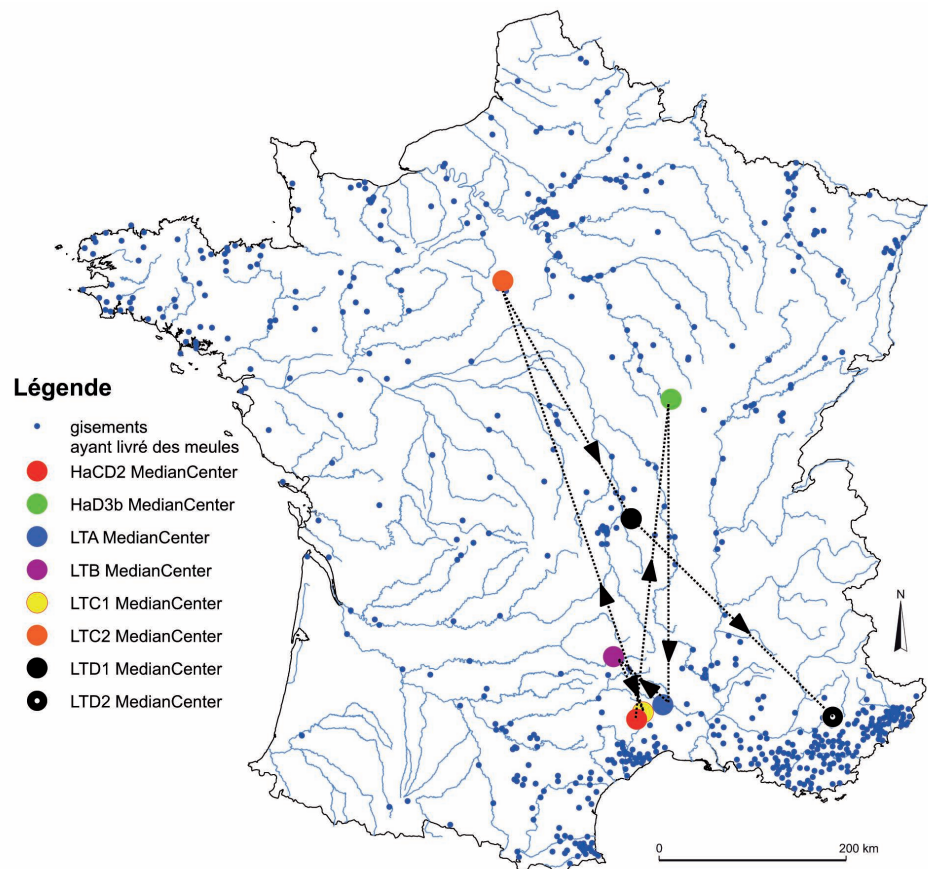 Légende
gisements
ayant livré des meules
HaCD2 MedianCenter
HaD3b MedianCenter
LTA MedianCenter
LTB MedianCenter
LTC1 MedianCenter
LTC2 MedianCenter
LTD1 MedianCenter
LTD2 MedianCenter
N
0 200 km